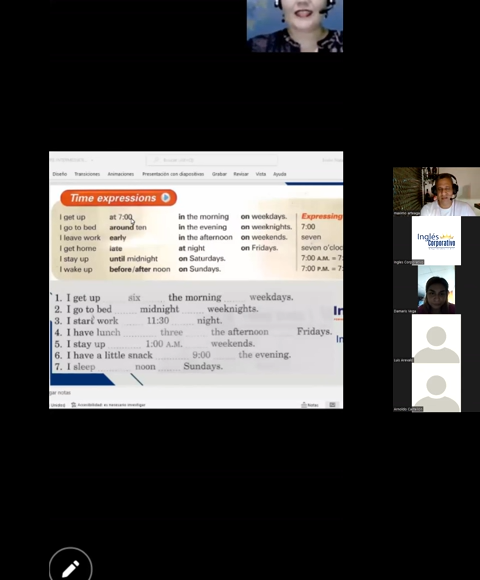 Diseño Transiciones Animaciones Presentación con diapositivas Grabar Revisar Vista Ayuda
Time expressions
I get up at 7:00 in the morning on weekdays. Expressing
I go to bed around ten in the evening on weeknights. 7:00
I leave work early in the afternoon on weekends. seven
I get home late at night on Fridays. seven o'cloc
I stay up until midnight on Saturdays. 7:00 A.M. = 7:
I wake up before/after noon on Sundays. 7:00 P.M. = 7:
1. I get up six the morning weekdays.
2. I go to bed midnight weeknights.
3. I start work 11:30 night.
4. I have lunch three the afternoon Fridays.
5. I stay up 1:00 A.M. weekends.
6. I have a little snack 9:00 the evening.
7. I sleep noon Sundays.
In
In
Notas
Inglés
Corporativo